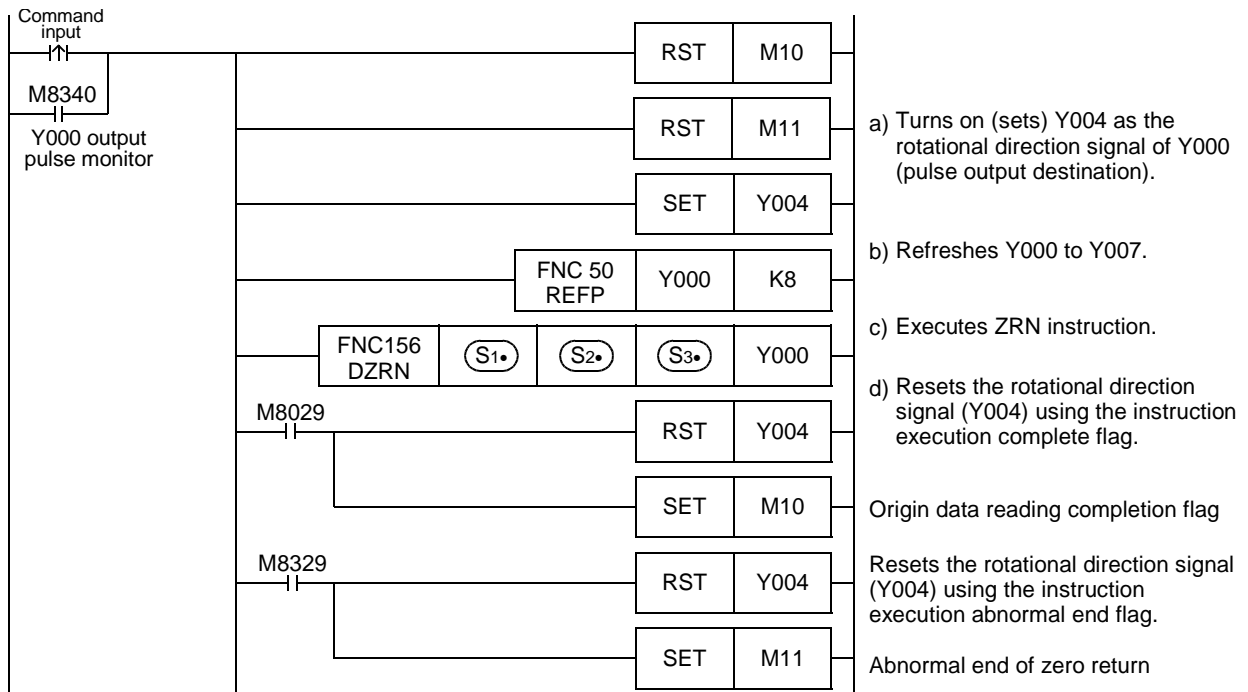 Command
input
RST M10
M8340
Y000 output
pulse monitor
RST M11
a) Turns on (sets) Y004 as the
rotational direction signal of Y000
(pulse output destination).
SET Y004
b) Refreshes Y000 to Y007.
FNC 50
REFP
Y000 K8
c) Executes ZRN instruction.
FNC156
DZRN
S1• S2• S3• Y000
d) Resets the rotational direction
signal (Y004) using the instruction
execution complete flag.
M8029
RST Y004
SET M10
Origin data reading completion flag
M8329
RST Y004
Resets the rotational direction signal
(Y004) using the instruction
execution abnormal end flag.
SET M11
Abnormal end of zero return